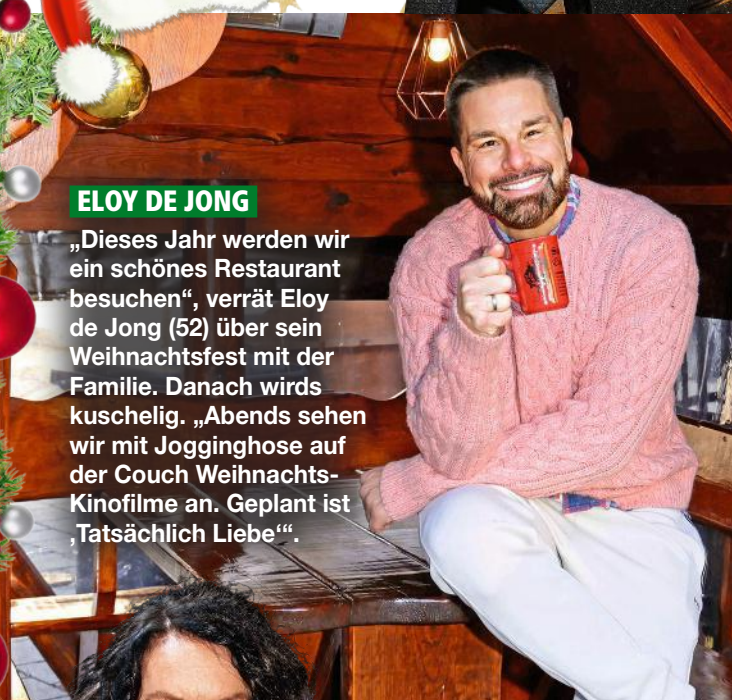 ELOY DE JONG
„Dieses Jahr werden wir
ein schönes Restaurant
besuchen“, verrät Eloy
de Jong (52) über sein
Weihnachtsfest mit der
Familie. Danach wirds
kuschelig. „Abends sehen
wir mit Jogginghose auf
der Couch Weihnachts-
Kinofilme an. Geplant ist
‚Tatsächlich Liebe‘“.